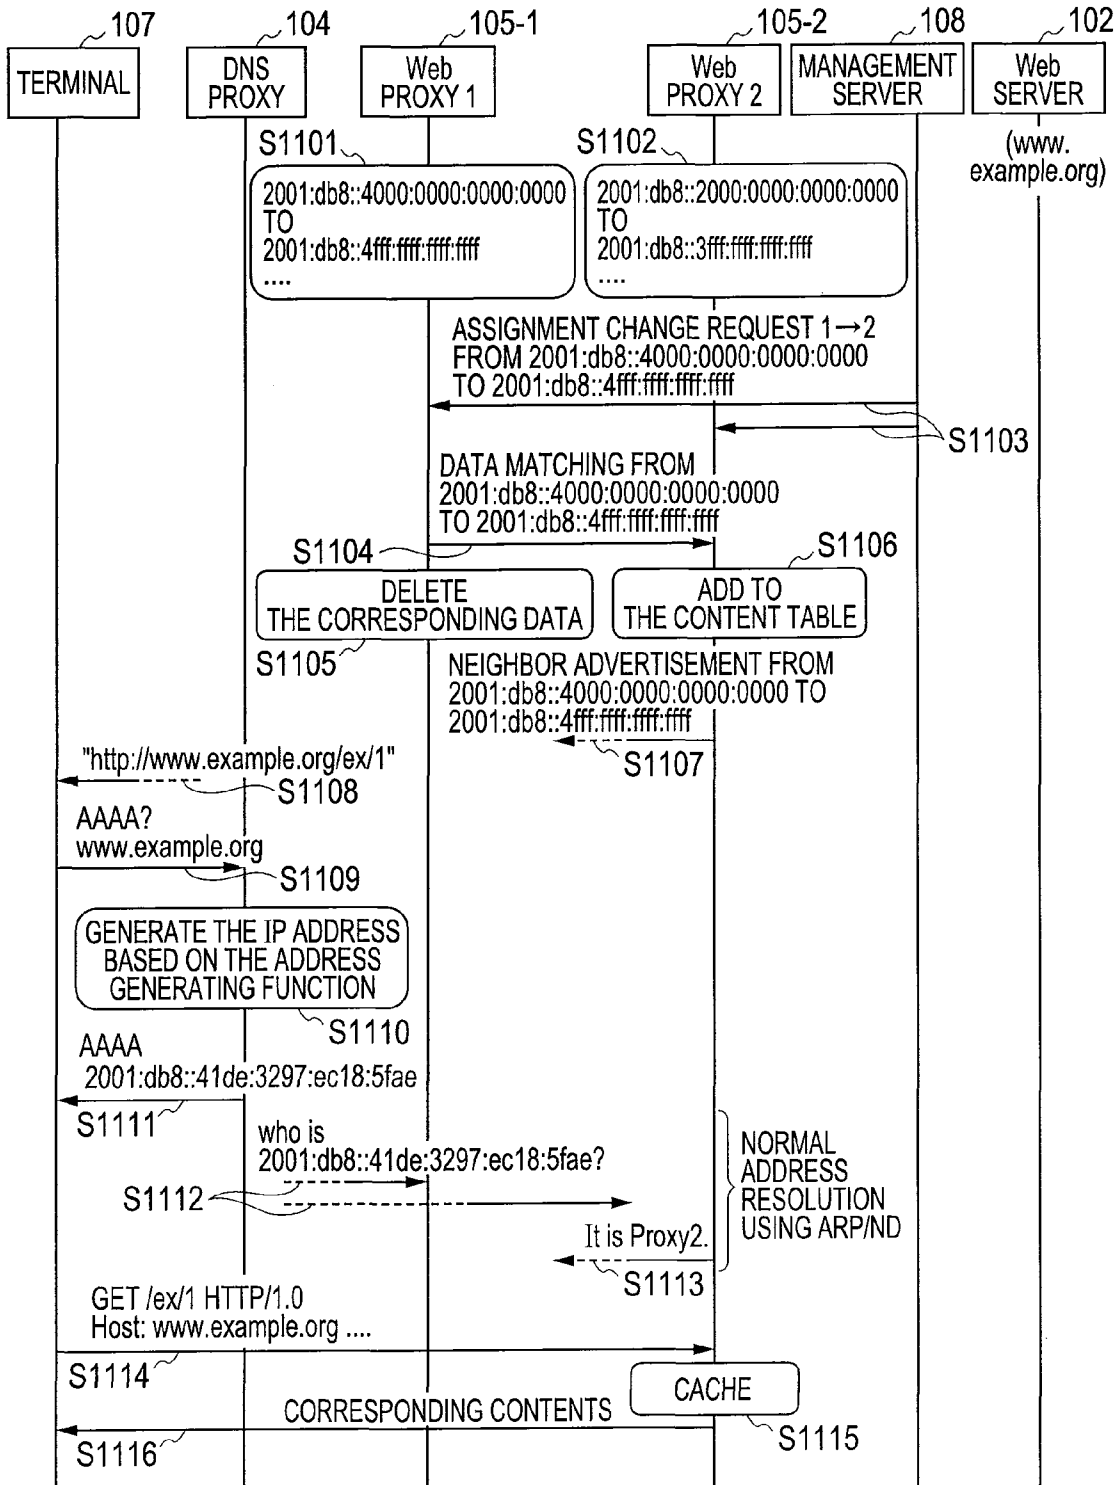 107
104
105-1
105-2
108
102
TERMINAL
DNS
PROXY
Web
PROXY 1
Web
PROXY 2
MANAGEMENT
SERVER
Web
SERVER
(www.
example.org)
S1101
2001:db8::4000:0000:0000:0000
TO
2001:db8::4fff:ffff:ffff:ffff
....
S1102
2001:db8::2000:0000:0000:0000
TO
2001:db8::3fff:ffff:ffff:ffff
....
ASSIGNMENT CHANGE REQUEST 1→2
FROM 2001:db8::4000:0000:0000:0000
TO 2001:db8::4fff:ffff:ffff:ffff
S1103
DATA MATCHING FROM
2001:db8::4000:0000:0000:0000
TO 2001:db8::4fff:ffff:ffff:ffff
S1104
S1106
DELETE
THE CORRESPONDING DATA
ADD TO
THE CONTENT TABLE
S1105
NEIGHBOR ADVERTISEMENT FROM
2001:db8::4000:0000:0000:0000 TO
2001:db8::4fff:ffff:ffff:ffff
S1107
"http://www.example.org/ex/1"
S1108
AAAA?
www.example.org
S1109
GENERATE THE IP ADDRESS
BASED ON THE ADDRESS
GENERATING FUNCTION
S1110
AAAA
2001:db8::41de:3297:ec18:5fae
S1111
who is
2001:db8::41de:3297:ec18:5fae?
S1112
NORMAL
ADDRESS
RESOLUTION
USING ARP/ND
It is Proxy2.
S1113
GET /ex/1 HTTP/1.0
Host: www.example.org ....
S1114
CACHE
S1115
CORRESPONDING CONTENTS
S1116